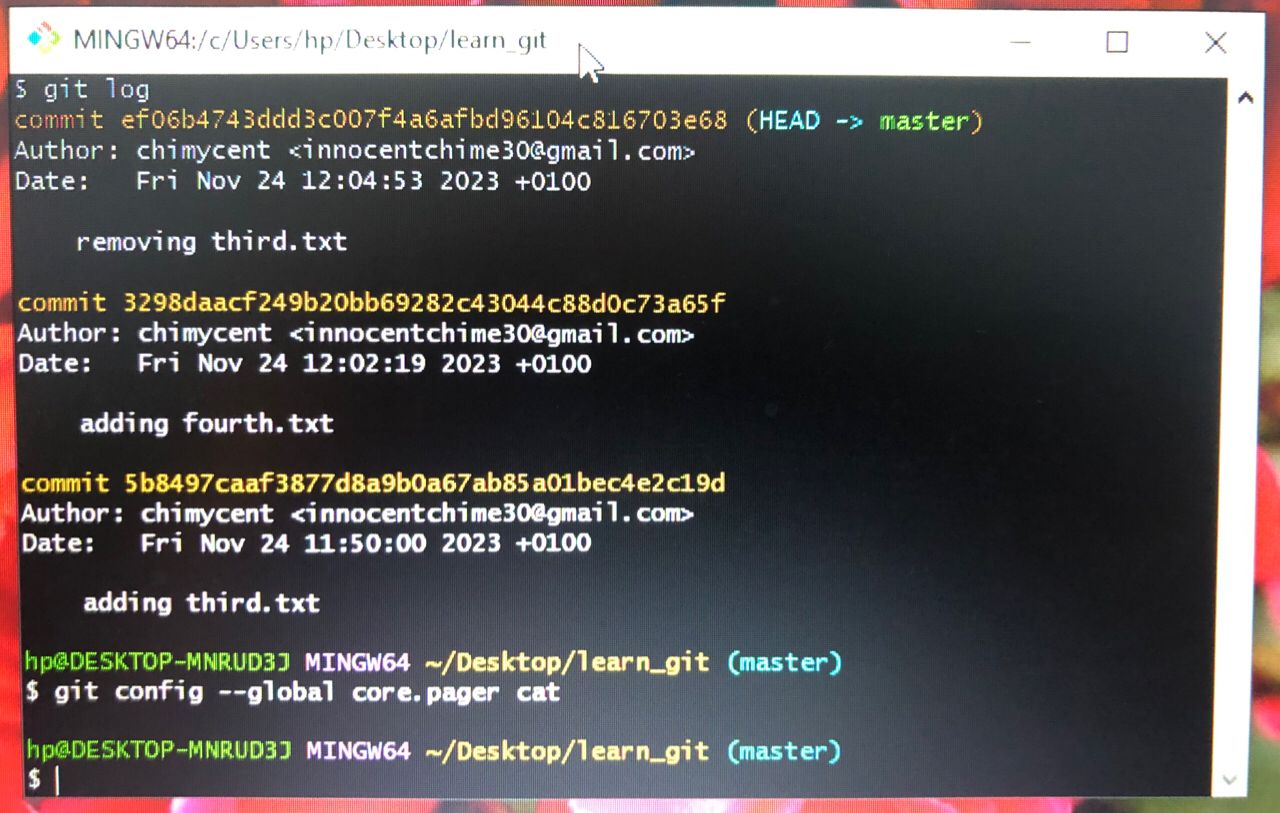 MINGW64:/c/Users/hp/Desktop/learn_git
$ git log
commit ef06b4743ddd3c007f4a6afbd96104c816703e68 (HEAD -> master)
Author: chimycent <innocentchime30@gmail.com>
Date:   Fri Nov 24 12:04:53 2023 +0100
removing third.txt
commit 3298daacf249b20bb69282c43044c88d0c73a65f
Author: chimycent <innocentchime30@gmail.com>
Date:   Fri Nov 24 12:02:19 2023 +0100
adding fourth.txt
commit 5b8497caaf3877d8a9b0a67ab85a01bec4e2c19d
Author: chimycent <innocentchime30@gmail.com>
Date:   Fri Nov 24 11:50:00 2023 +0100
adding third.txt
hp@DESKTOP-MNRUD3J MINGW64 ~/Desktop/learn_git (master)
$ git config --global core.pager cat
hp@DESKTOP-MNRUD3J MINGW64 ~/Desktop/learn_git (master)
$